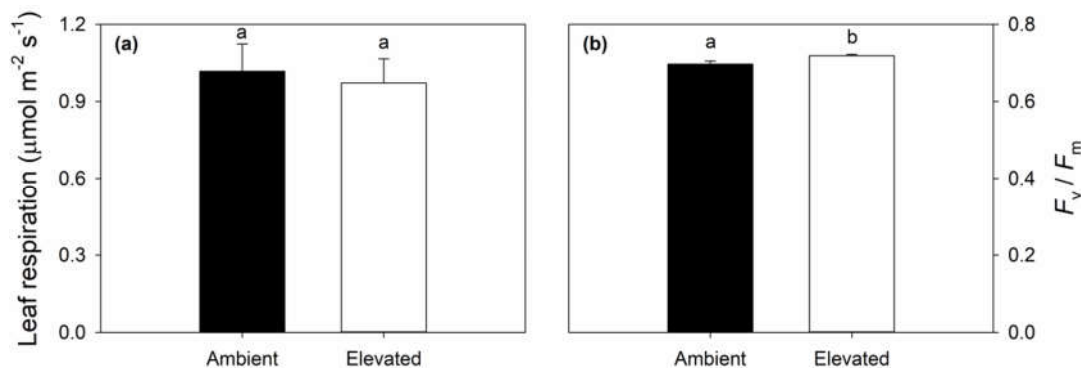 Leaf respiration (μmol m⁻² s⁻¹)
1.2
0.9
0.6
0.3
0.0
(a)
a
a
Ambient
Elevated
(b)
a
b
Ambient
Elevated
0.8
0.6
0.4
0.2
0.0
Fv / Fm